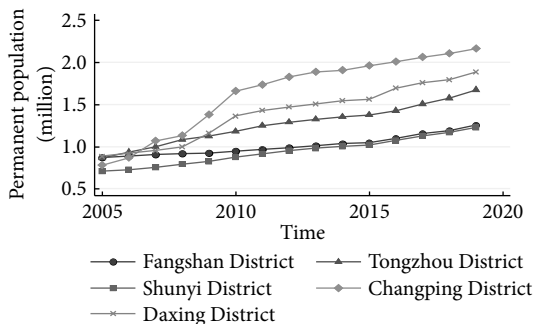 Permanent population
(million)
2.5
2.0
1.5
1.0
0.5
2005 2010 2015 2020
Time
Fangshan District Tongzhou District
Shunyi District Changping District
Daxing District